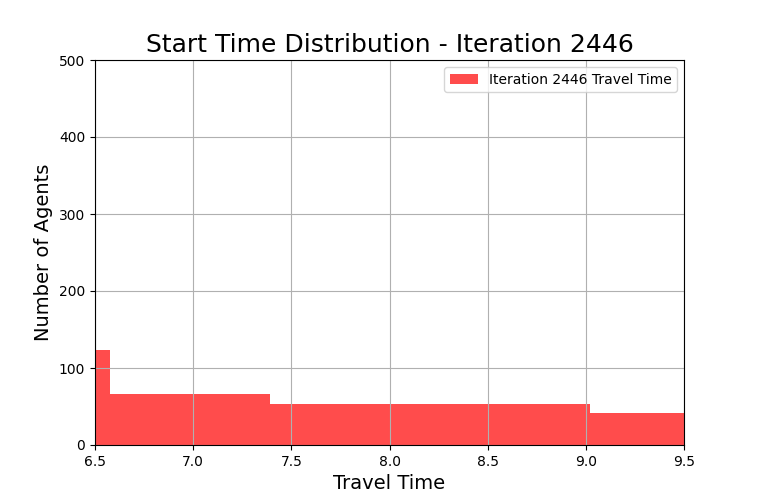 Start Time Distribution - Iteration 2446
500
Iteration 2446 Travel Time
400
300
200
100
0
Number of Agents
6.5 7.0 7.5 8.0 8.5 9.0 9.5
Travel Time